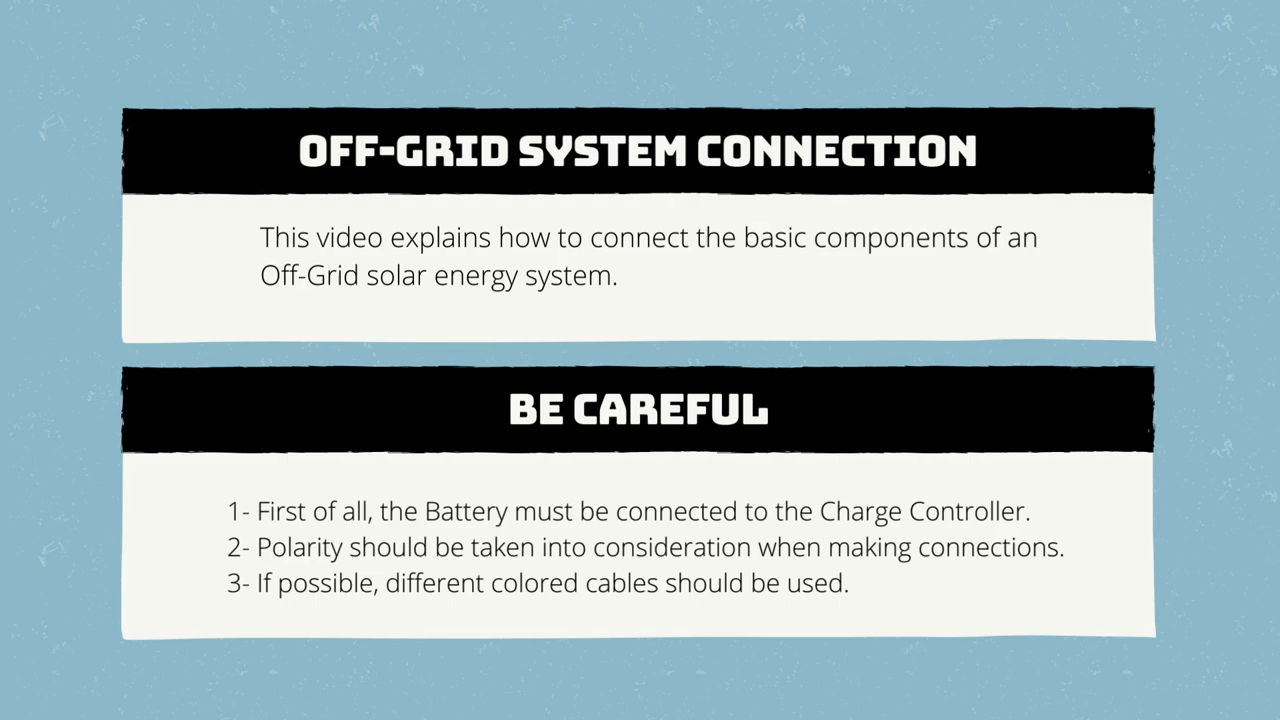 OFF-GRID SYSTEM CONNECTION
This video explains how to connect the basic components of an
Off-Grid solar energy system.
BE CAREFUL
1- First of all, the Battery must be connected to the Charge Controller.
2- Polarity should be taken into consideration when making connections.
3- If possible, different colored cables should be used.